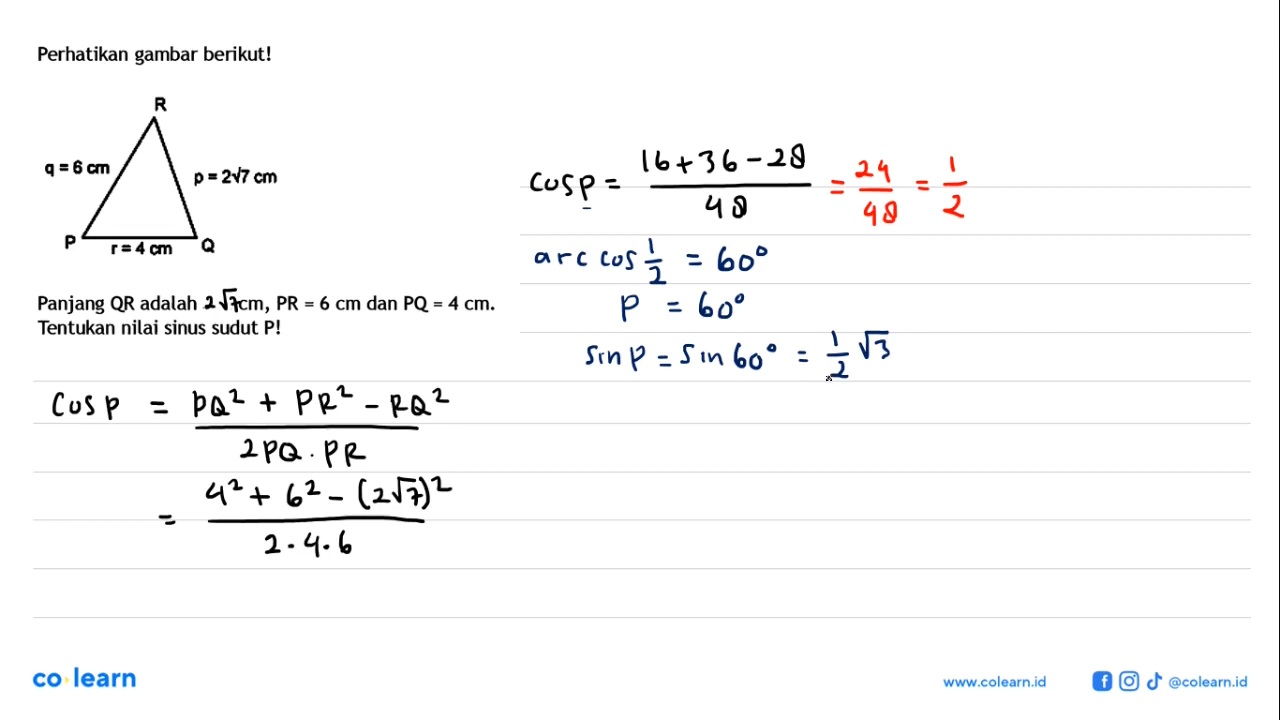 Perhatikan gambar berikut!
R
q = 6 cm
p = 2√7 cm
P
r = 4 cm
Q
Panjang QR adalah 2√7cm, PR = 6 cm dan PQ = 4 cm.
Tentukan nilai sinus sudut P!
cos p = PQ² + PR² - RQ² / 2PQ . PR
= 4² + 6² - (2√7)² / 2 . 4 . 6
cos p = 16 + 36 - 28 / 48 = 24/48 = 1/2
arc cos 1/2 = 60°
P = 60°
sin P = sin 60° = 1/2 √3
co learn
www.colearn.id
@colearn.id